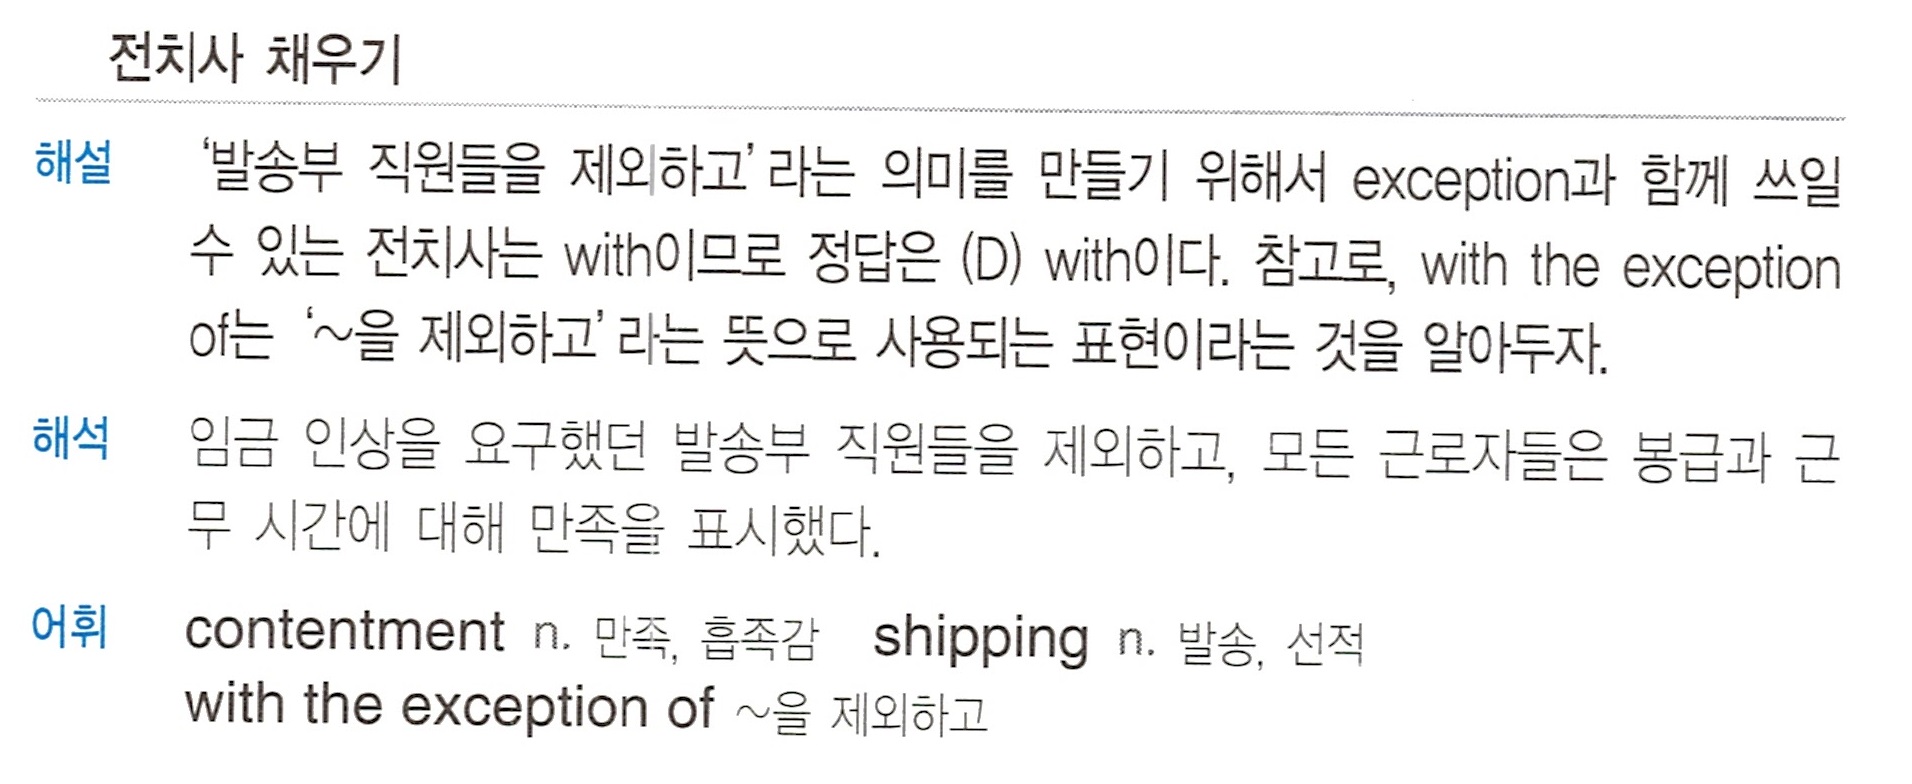 전치사 채우기
해설 '발송부 직원들을 제외하고'라는 의미를 만들기 위해서 exception과 함께 쓰일
수 있는 전치사는 with이므로 정답은 (D) with이다. 참고로, with the exception
of는 '~을 제외하고'라는 뜻으로 사용되는 표현이라는 것을 알아두자.
해석 임금 인상을 요구했던 발송부 직원들을 제외하고, 모든 근로자들은 봉급과 근
무 시간에 대해 만족을 표시했다.
어휘 contentment n. 만족, 흡족감 shipping n. 발송, 선적
with the exception of ~을 제외하고